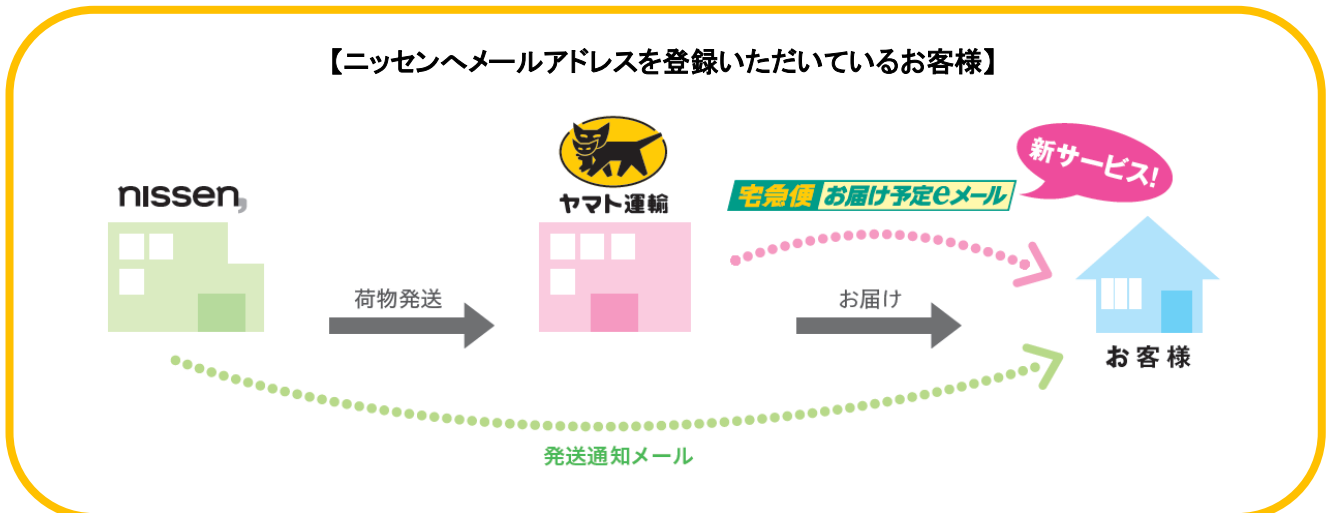 【ニッセンへメールアドレスを登録いただいているお客様】
新サービス!
nissen,
ヤマト運輸
宅急便 お届け予定eメール
荷物発送
お届け
お客様
発送通知メール